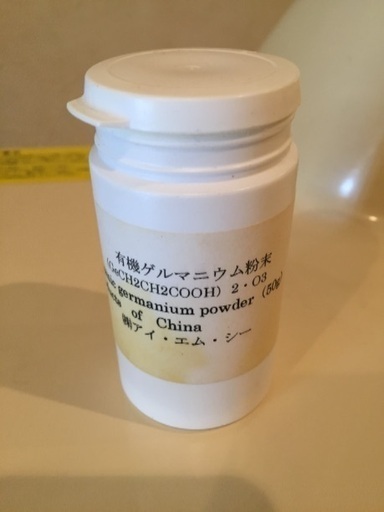 有機ゲルマニウム粉末
(GeCH2CH2COOH) 2・O3
germanium powder (50g)
of China
㈱アイ・エム・シー